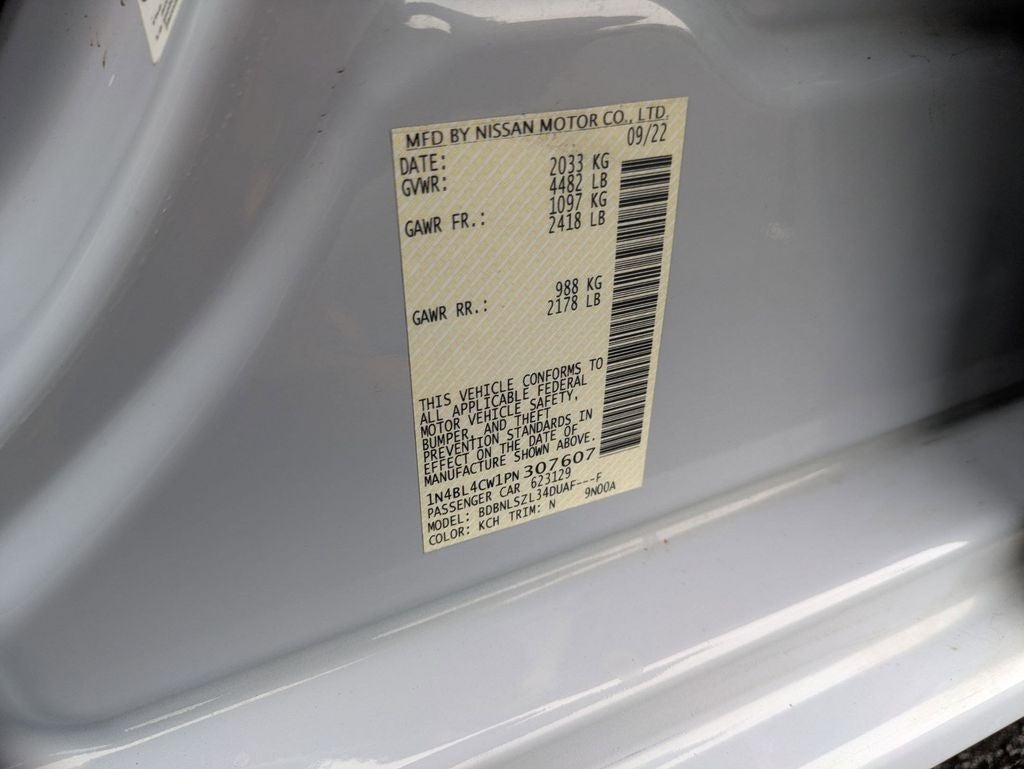 MFD BY NISSAN MOTOR CO., LTD.
DATE: 09/22
GVWR: 2033 KG
4482 LB
GAWR FR.: 1097 KG
2418 LB
GAWR RR.: 988 KG
2178 LB
THIS VEHICLE CONFORMS TO
ALL APPLICABLE FEDERAL
MOTOR VEHICLE SAFETY,
BUMPER, AND THEFT
PREVENTION STANDARDS IN
EFFECT ON THE DATE OF
MANUFACTURE SHOWN ABOVE.
1N4BL4CW1PN 307607
PASSENGER CAR 623129
MODEL: BDBNLSZL34DUAF---F
COLOR: KCH TRIM: N 9N00A